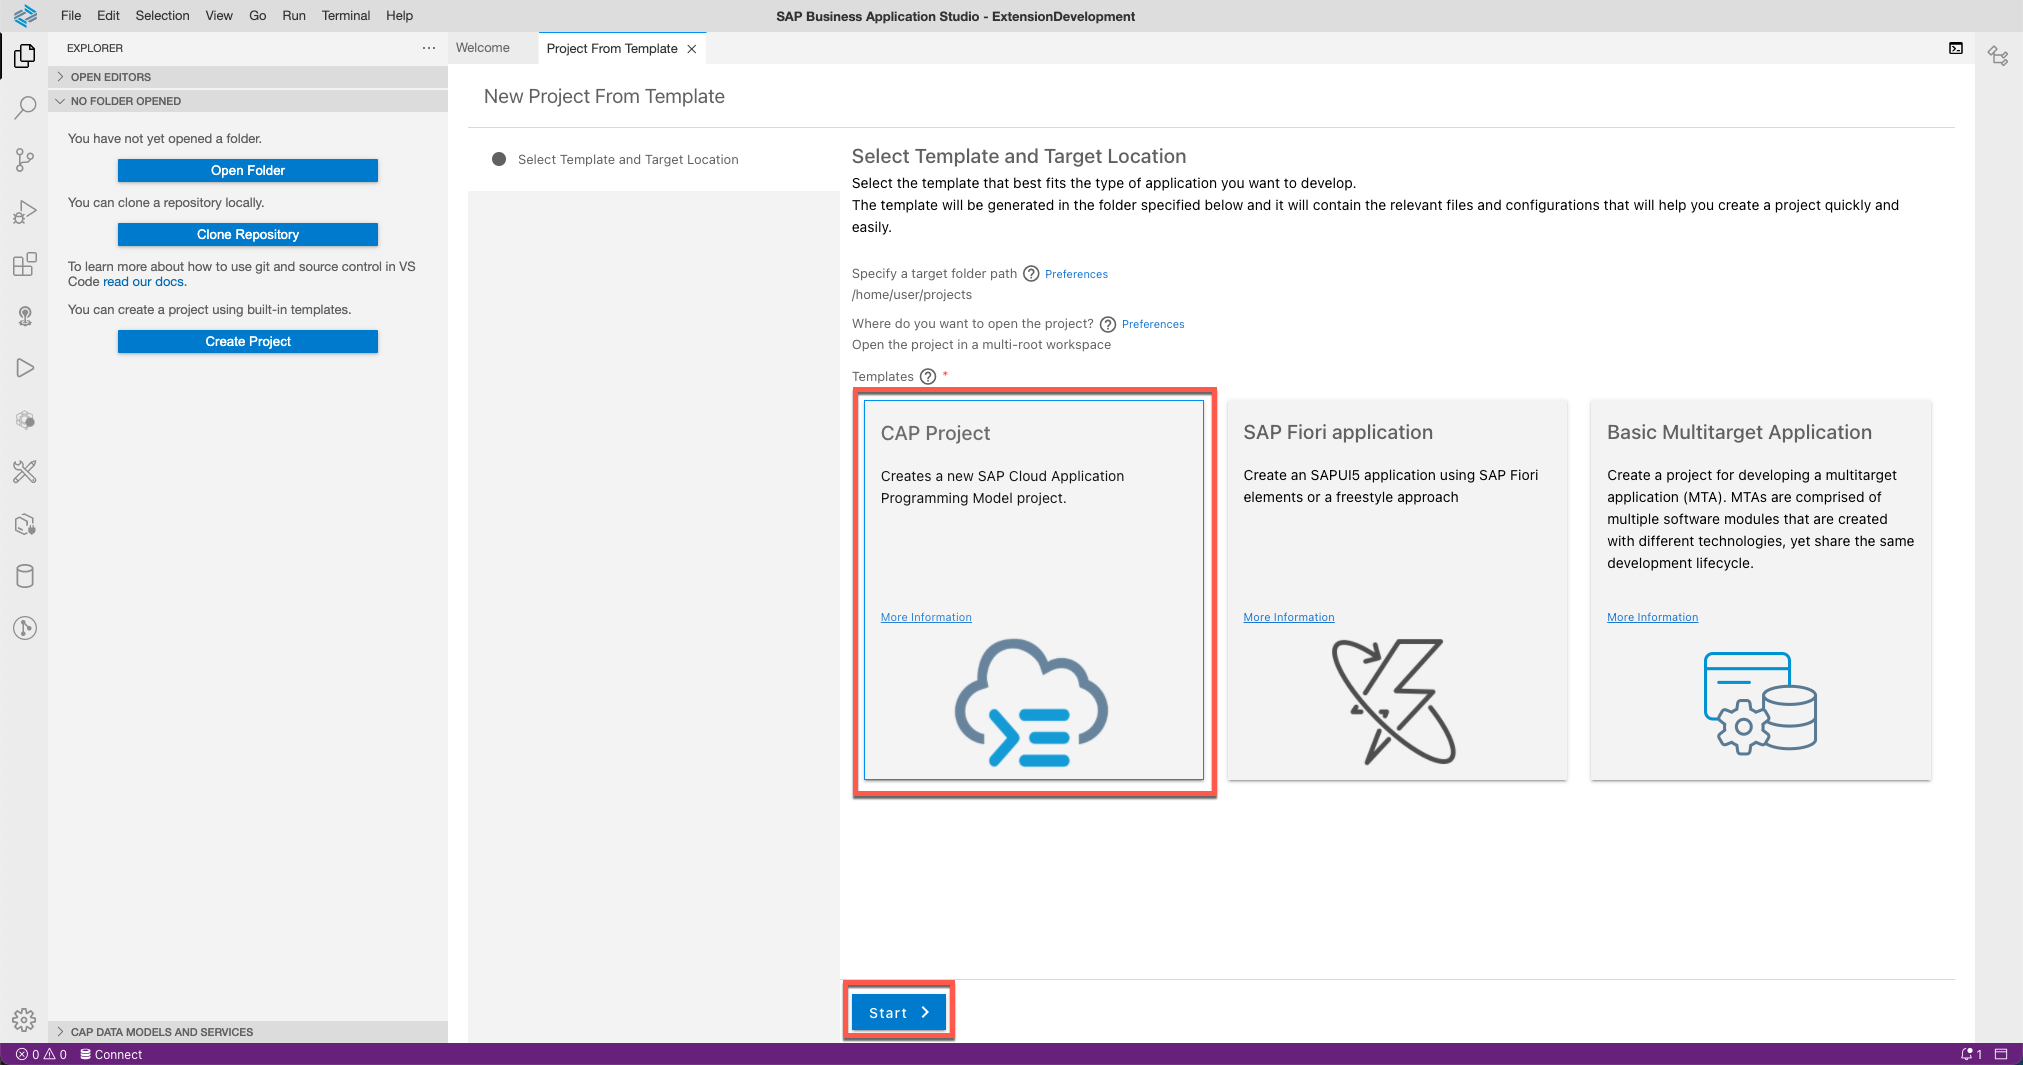 File Edit Selection View Go Run Terminal Help
SAP Business Application Studio - ExtensionDevelopment
EXPLORER
OPEN EDITORS
NO FOLDER OPENED
You have not yet opened a folder.
Open Folder
You can clone a repository locally.
Clone Repository
To learn more about how to use git and source control in VS
Code read our docs.
You can create a project using built-in templates.
Create Project
CAP DATA MODELS AND SERVICES
Welcome
Project From Template
New Project From Template
Select Template and Target Location
Select Template and Target Location
Select the template that best fits the type of application you want to develop.
The template will be generated in the folder specified below and it will contain the relevant files and configurations that will help you create a project quickly and
easily.
Specify a target folder path ? Preferences
/home/user/projects
Where do you want to open the project? ? Preferences
Open the project in a multi-root workspace
Templates ? *
CAP Project
Creates a new SAP Cloud Application
Programming Model project.
More Information
SAP Fiori application
Create an SAPUI5 application using SAP Fiori
elements or a freestyle approach
More Information
Basic Multitarget Application
Create a project for developing a multitarget
application (MTA). MTAs are comprised of
multiple software modules that are created
with different technologies, yet share the same
development lifecycle.
More Information
Start
0 0 Connect
1